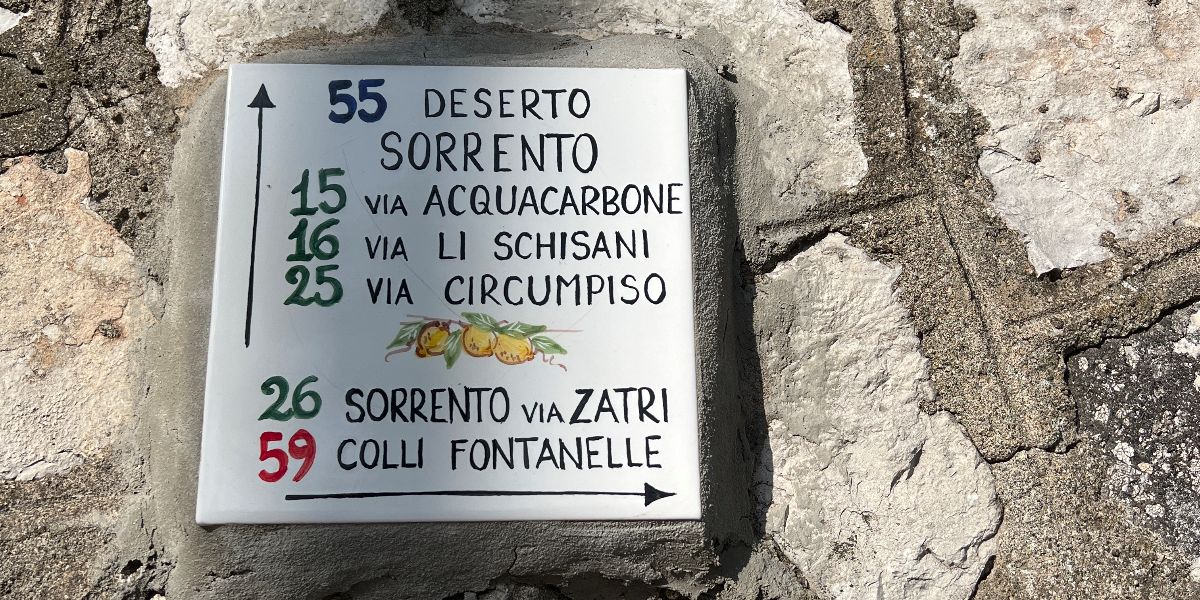 55 DESERTO
SORRENTO
15 VIA ACQUACARBONE
16 VIA LI SCHISANI
25 VIA CIRCUMPISO
26 SORRENTO VIA ZATRI
59 COLLI FONTANELLE